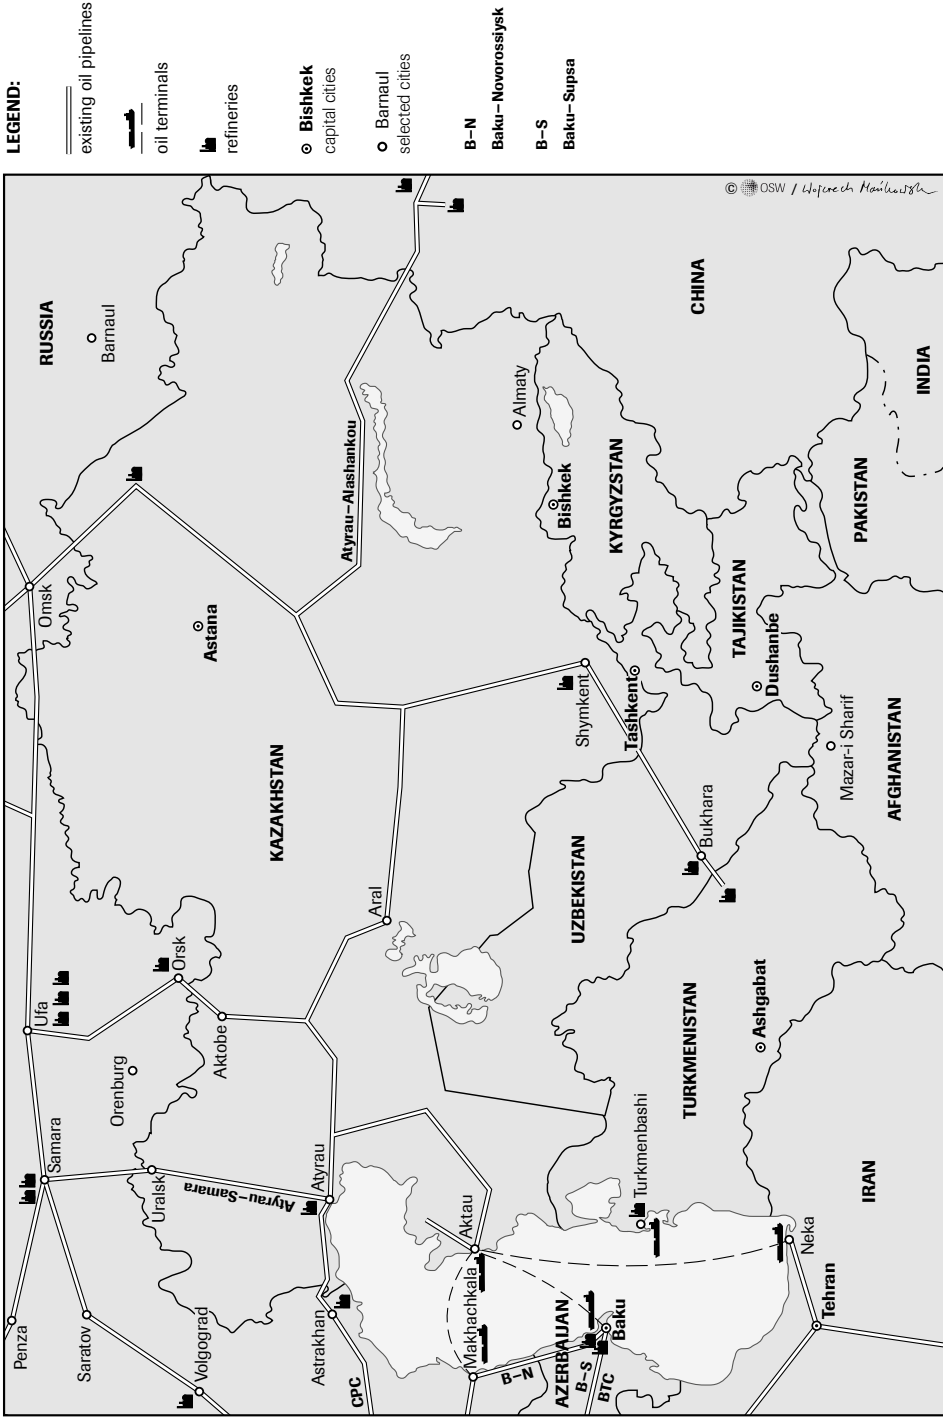 LEGEND:
existing oil pipelines
oil terminals
refineries
Bishkek
capital cities
Barnaul
selected cities
B–N
Baku–Novorossiysk
B–S
Baku–Supsa
© OSW /
RUSSIA
Barnaul
Omsk
Astana
KAZAKHSTAN
Atyrau–Alashankou
Almaty
Bishkek
KYRGYZSTAN
CHINA
INDIA
PAKISTAN
TAJIKISTAN
Dushanbe
Tashkent
Shymkent
Mazar-i Sharif
AFGHANISTAN
Bukhara
UZBEKISTAN
Aral
Ufa
Orsk
Aktobe
Orenburg
Samara
Uralsk
Atyrau–Samara
Atyrau
Aktau
TURKMENISTAN
Ashgabat
Turkmenbashi
IRAN
Neka
Tehran
Penza
Saratov
Volgograd
Astrakhan
CPC
Makhachkala
B–N
AZERBAIJAN
B–S
BTC
Baku